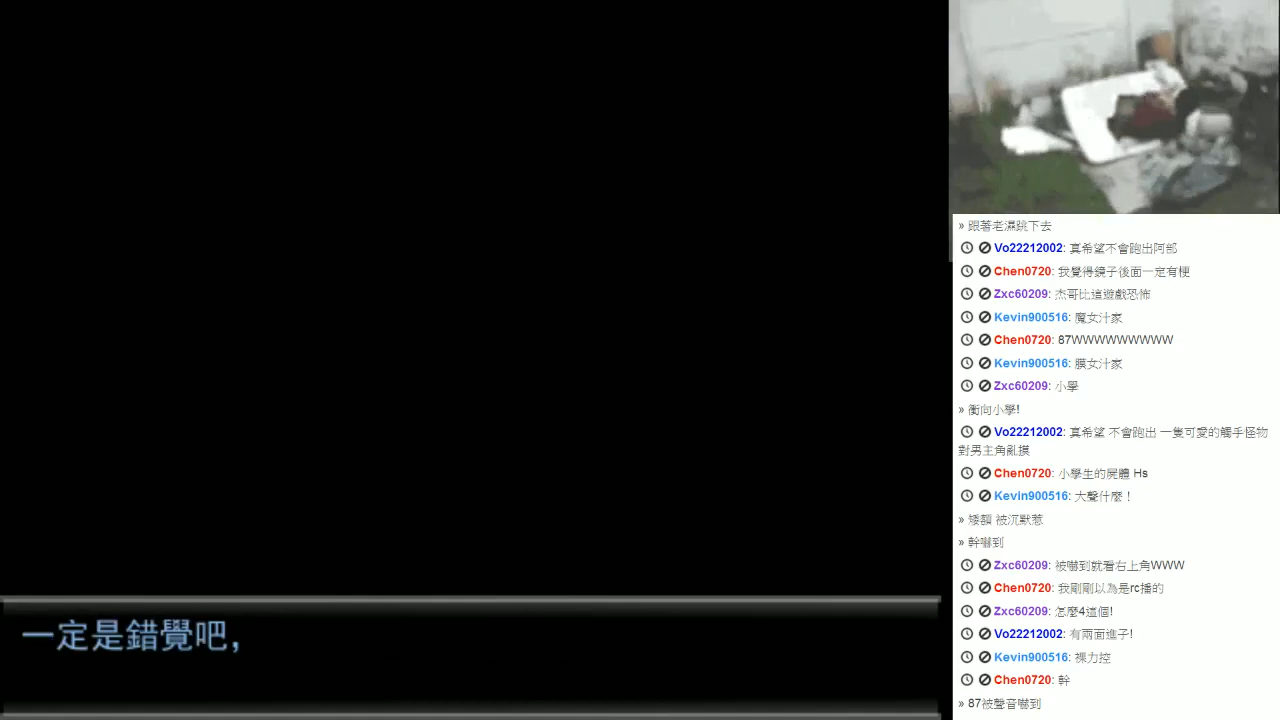 一定是錯覺吧,
» 跟著老濕跳下去
Vo22212002: 真希望不會跑出阿部
Chen0720: 我覺得鏡子後面一定有梗
Zxc60209: 杰哥比這遊戲恐怖
Kevin900516: 魔女汁家
Chen0720: 87WWWWWWWWW
Kevin900516: 膜女汁家
Zxc60209: 小學
» 衝向小學!
Vo22212002: 真希望 不會跑出 一隻可愛的觸手怪物
對男主角亂摸
Chen0720: 小學生的屍體 Hs
Kevin900516: 大聲什麼！
» 矮額 被沉默惹
» 幹嚇到
Zxc60209: 被嚇到就看右上角WWW
Chen0720: 我剛剛以為是rc播的
Zxc60209: 怎麼4這個!
Vo22212002: 有兩面進子!
Kevin900516: 裸力控
Chen0720: 幹
» 87被聲音嚇到